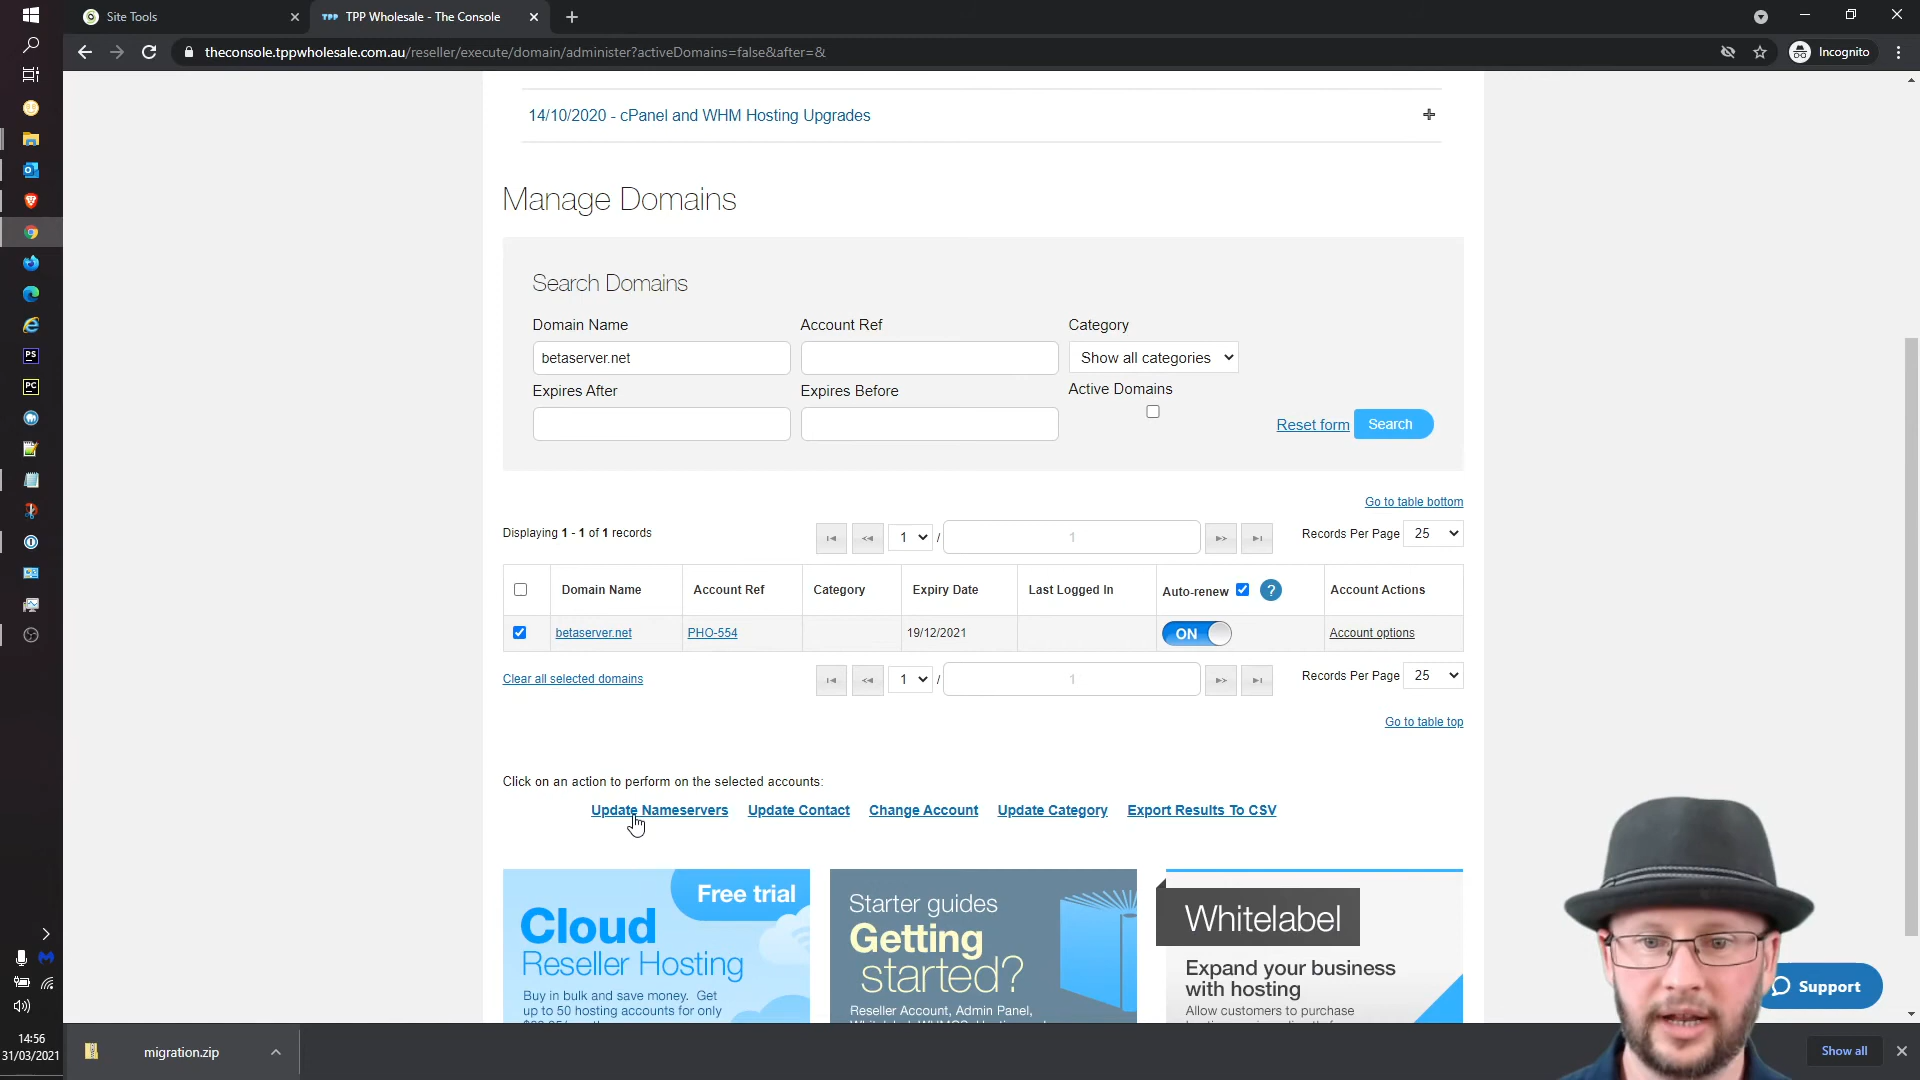 Site Tools
TPP TPP Wholesale - The Console
theconsole.tppwholesale.com.au/reseller/execute/domain/administer?activeDomains=false&after=&
Incognito
14/10/2020 - cPanel and WHM Hosting Upgrades
Manage Domains
Search Domains
Domain Name
Account Ref
Category
betaserver.net
Show all categories
Expires After
Expires Before
Active Domains
Reset form
Search
Go to table bottom
Displaying 1 - 1 of 1 records
1 / 1
Records Per Page 25
Domain Name
Account Ref
Category
Expiry Date
Last Logged In
Auto-renew ?
Account Actions
betaserver.net
PHO-554
19/12/2021
ON
Account options
Clear all selected domains
1 / 1
Records Per Page 25
Go to table top
Click on an action to perform on the selected accounts:
Update Nameservers
Update Contact
Change Account
Update Category
Export Results To CSV
Free trial
Cloud
Reseller Hosting
Buy in bulk and save money. Get
up to 50 hosting accounts for only
Starter guides
Getting
started?
Reseller Account, Admin Panel,
Whitelabel
Expand your business
with hosting
Allow customers to purchase
Support
PS
PC
14:56
31/03/2021
migration.zip
Show all